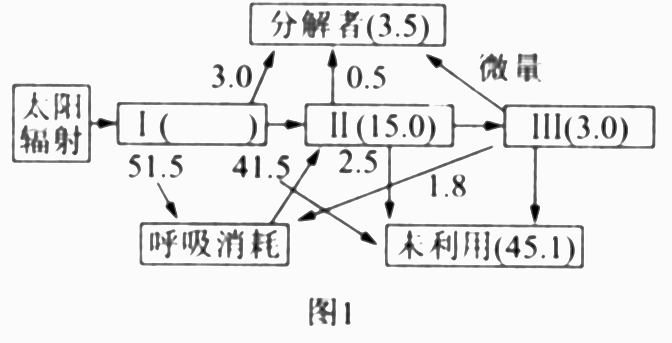 分解者(3.5)
微量
3.0
0.5
太阳
辐射
I (    )
II (15.0)
III(3.0)
51.5
41.5
2.5
1.8
呼吸消耗
未利用(45.1)
图1